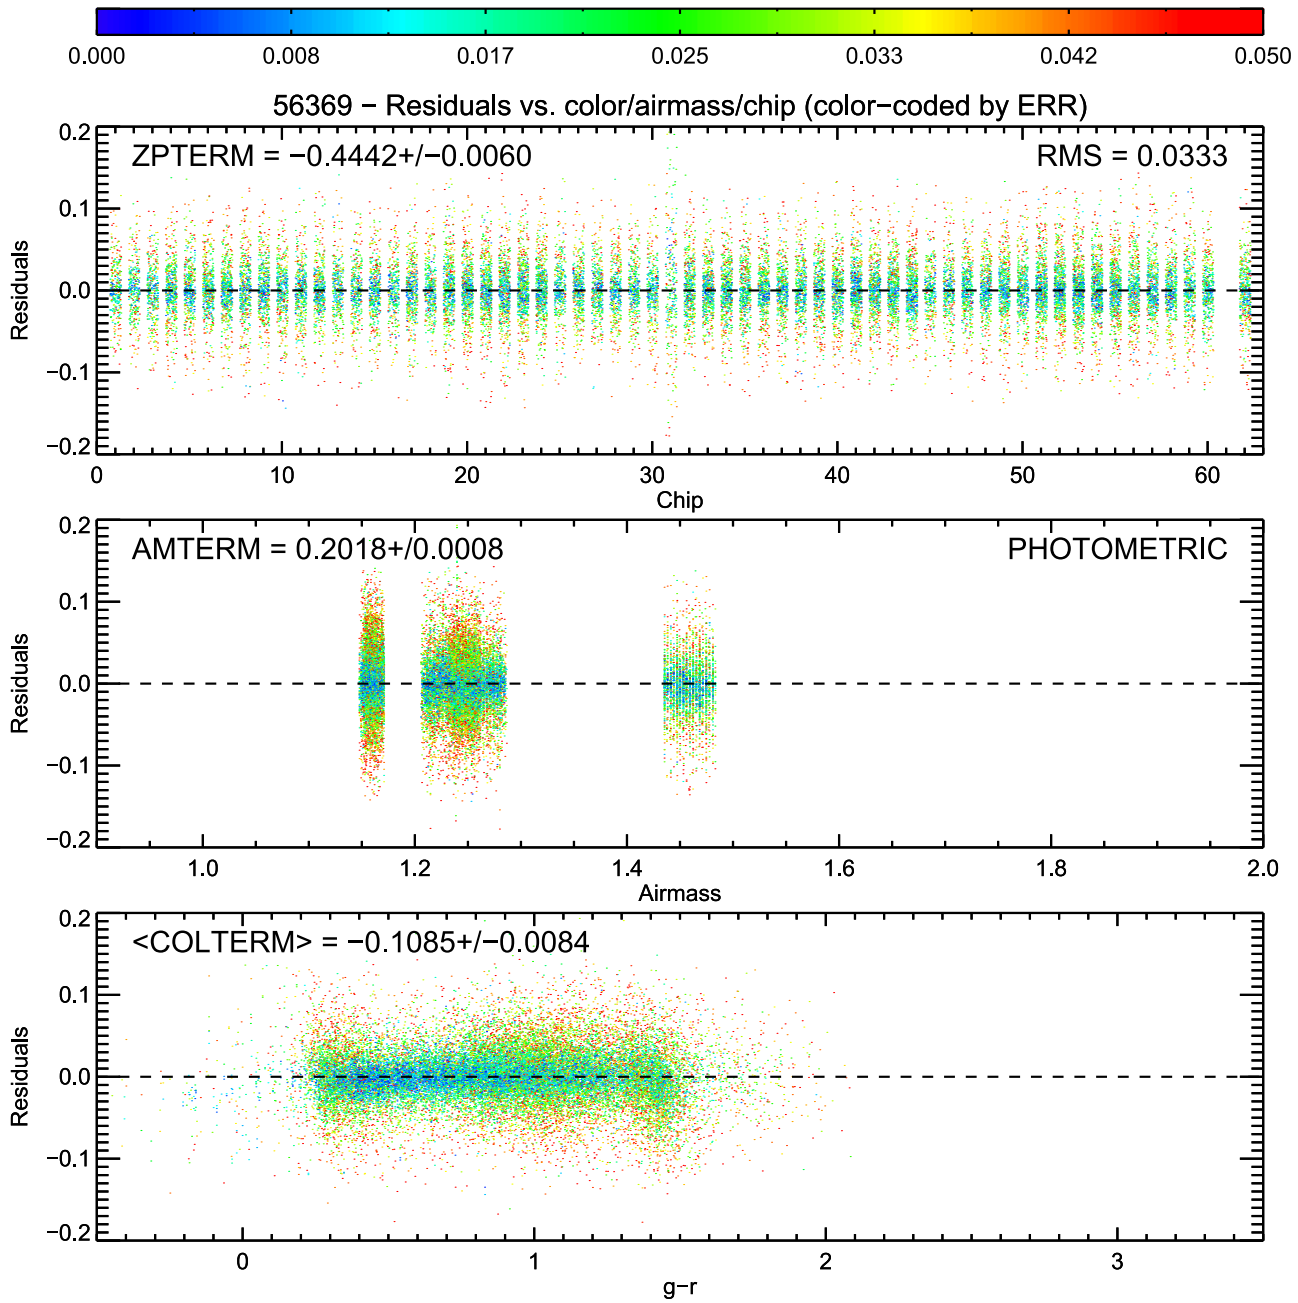 0.000 0.008 0.017 0.025 0.033 0.042 0.050
56369 − Residuals vs. color/airmass/chip (color−coded by ERR)
ZPTERM = −0.4442+/−0.0060 RMS = 0.0333
0.2
0.1
0.0
−0.1
−0.2
Residuals
0 10 20 30 40 50 60
Chip
AMTERM = 0.2018+/0.0008 PHOTOMETRIC
0.2
0.1
0.0
−0.1
−0.2
Residuals
1.0 1.2 1.4 1.6 1.8 2.0
Airmass
<COLTERM> = −0.1085+/−0.0084
0.2
0.1
0.0
−0.1
−0.2
Residuals
0 1 2 3
g−r